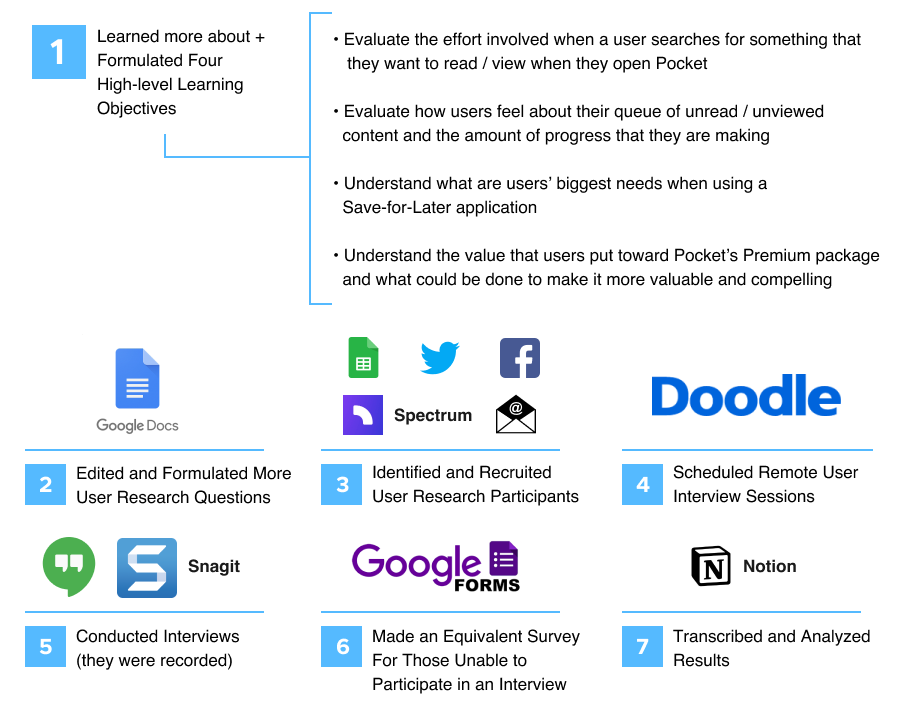 1
Learned more about +
Formulated Four
High-level Learning
Objectives
• Evaluate the effort involved when a user searches for something that
they want to read / view when they open Pocket
• Evaluate how users feel about their queue of unread / unviewed
content and the amount of progress that they are making
• Understand what are users’ biggest needs when using a
Save-for-Later application
• Understand the value that users put toward Pocket’s Premium package
and what could be done to make it more valuable and compelling
Google Docs
2
Edited and Formulated More
User Research Questions
f
@
Spectrum
3
Identified and Recruited
User Research Participants
Doodle
4
Scheduled Remote User
Interview Sessions
S
Snagit
5
Conducted Interviews
(they were recorded)
Google
FORMS
6
Made an Equivalent Survey
For Those Unable to
Participate in an Interview
N
Notion
7
Transcribed and Analyzed
Results